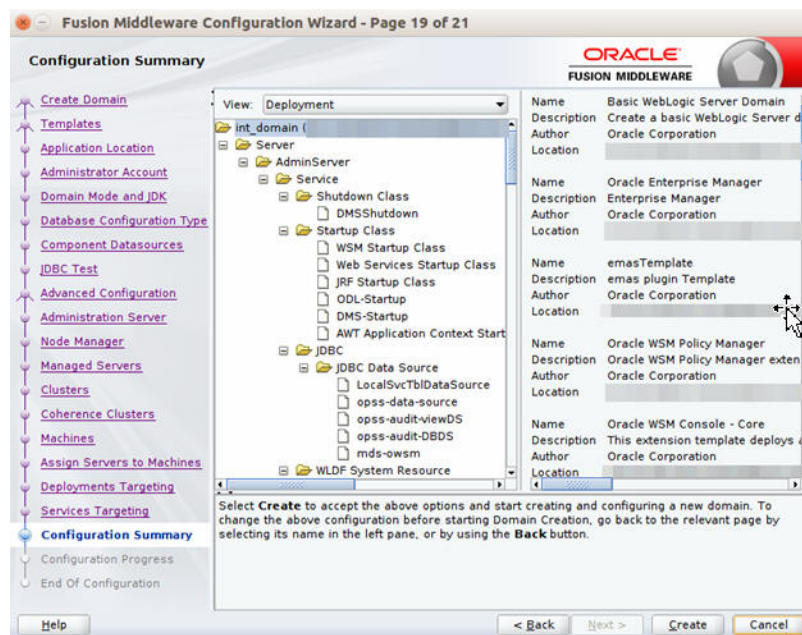 Fusion Middleware Configuration Wizard - Page 19 of 21
Configuration Summary
ORACLE
FUSION MIDDLEWARE
Create Domain
Templates
Application Location
Administrator Account
Domain Mode and JDK
Database Configuration Type
Component Datasources
JDBC Test
Advanced Configuration
Administration Server
Node Manager
Managed Servers
Clusters
Coherence Clusters
Machines
Assign Servers to Machines
Deployments Targeting
Services Targeting
Configuration Summary
Configuration Progress
End Of Configuration
View: Deployment
int_domain (
Server
AdminServer
Service
Shutdown Class
DMSShutdown
Startup Class
WSM Startup Class
Web Services Startup Class
JRF Startup Class
ODL-Startup
DMS-Startup
AWT Application Context Start
JDBC
JDBC Data Source
LocalSvcTblDataSource
opss-data-source
opss-audit-viewDS
opss-audit-DBDS
mds-owsm
WLDF System Resource
Name Basic WebLogic Server Domain
Description Create a basic WebLogic Server d
Author Oracle Corporation
Location
Name Oracle Enterprise Manager
Description Enterprise Manager
Author Oracle Corporation
Location
Name emasTemplate
Description emas plugin Template
Author Oracle Corporation
Location
Name Oracle WSM Policy Manager
Description Oracle WSM Policy Manager exten
Author Oracle Corporation
Location
Name Oracle WSM Console - Core
Description This extension template deploys a
Author Oracle Corporation
Location
Select Create to accept the above options and start creating and configuring a new domain. To
change the above configuration before starting Domain Creation, go back to the relevant page by
selecting its name in the left pane, or by using the Back button.
Help
< Back
Next >
Create
Cancel